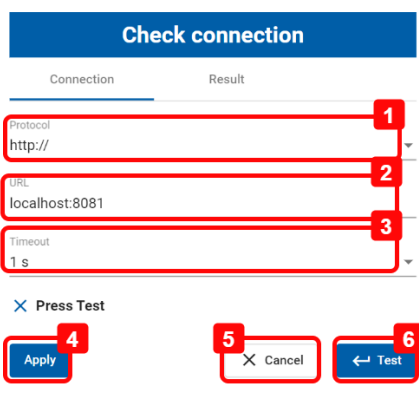 Check connection
Connection Result
1
Protocol
http://
2
URL
localhost:8081
3
Timeout
1 s
Press Test
4 5 6
Apply Cancel Test